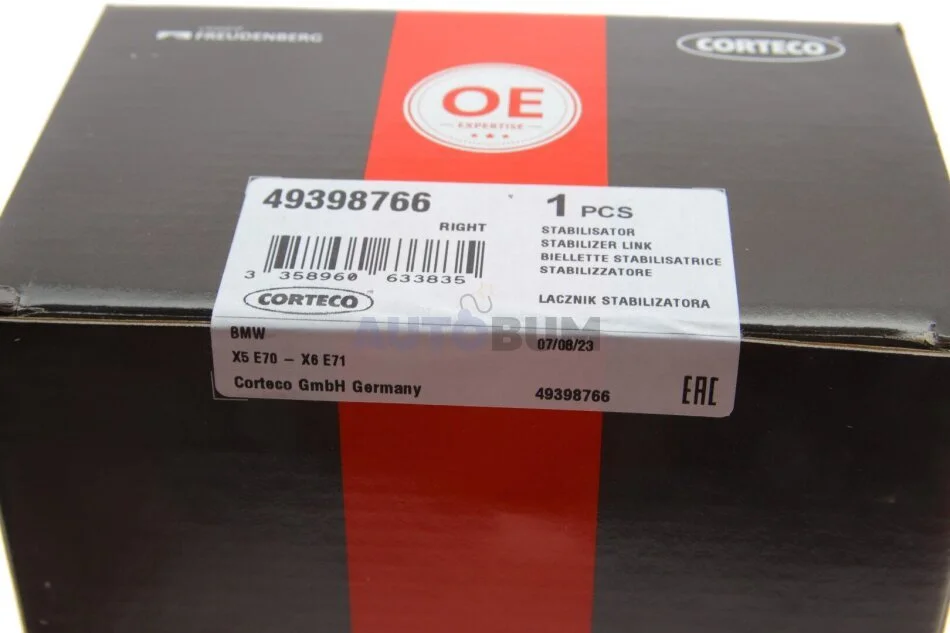 FREUDENBERG
CORTECO
OE
EXPERTISE
49398766
1 PCS
RIGHT
STABILISATOR
STABILIZER LINK
BIELLETTE STABILISATRICE
STABILIZZATORE
3 358960 633835
CORTECO
LACZNIK STABILIZATORA
AUTOBUM
BMW
07/08/23
X5 E70 – X6 E71
Corteco GmbH Germany
49398766
EAC